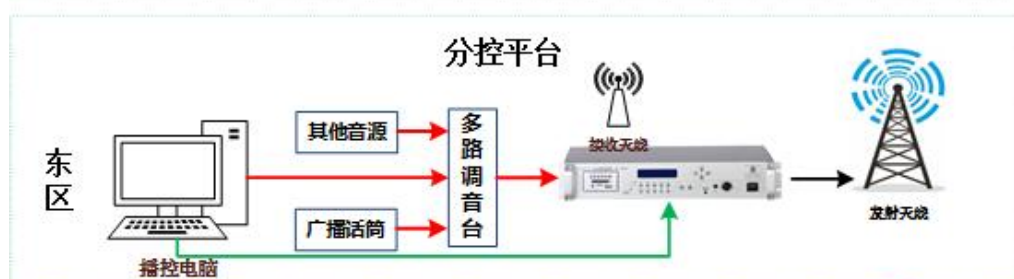 分控平台
东区
其他音源
广播话筒
播控电脑
多路调音台
接收天线
发射天线